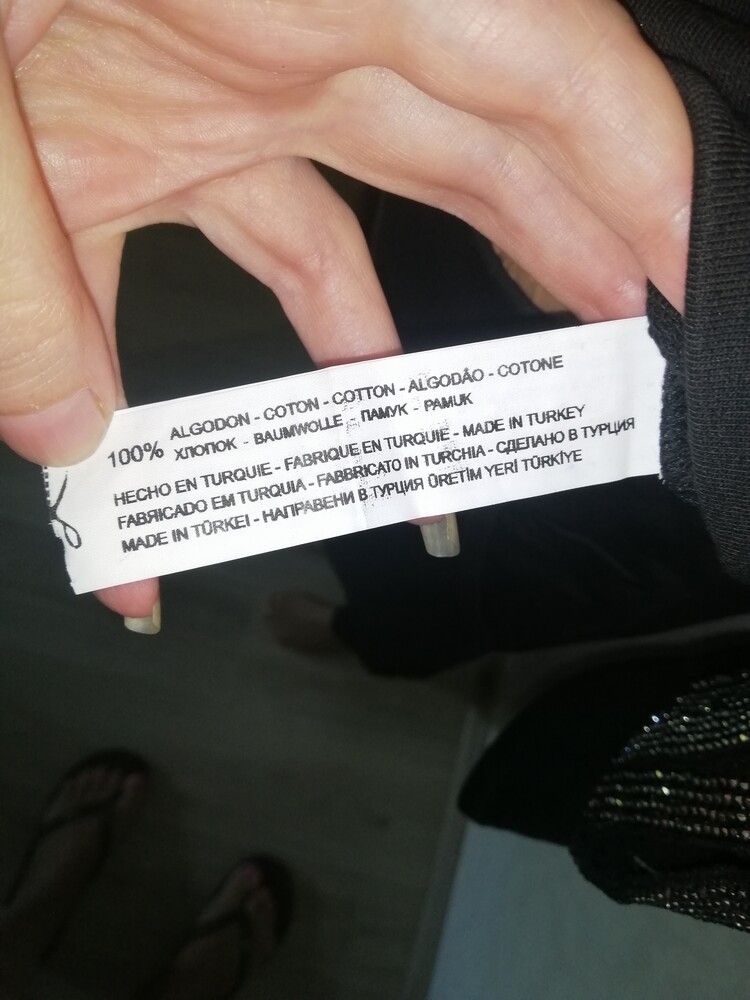 100% ALGODON - COTON - COTTON - ALGODÂO - COTONE
ХЛОПОК - BAUMWOLLE - ПАМУК - PAMUK
HECHO EN TURQUIE - FABRIQUE EN TURQUIE - MADE IN TURKEY
FABRICADO EM TURQUIA - FABBRICATO IN TURCHIA - СДЕЛАНО В ТУРЦИЯ
MADE IN TÜRKEI - НАПРАВЕНИ В ТУРЦИЯ ÜRETİM YERİ TÜRKİYE